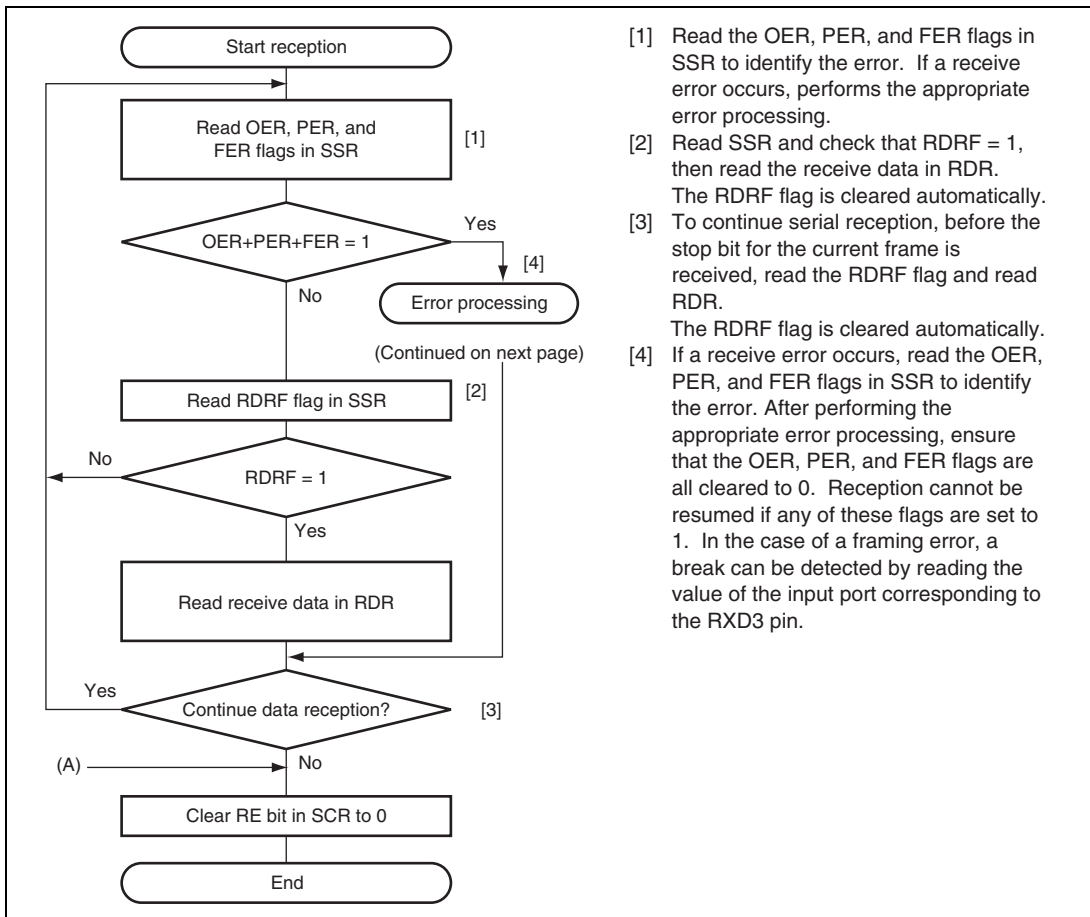 Start reception
Read OER, PER, and
FER flags in SSR
[1]
OER+PER+FER = 1
Yes
[4]
No
Error processing
(Continued on next page)
Read RDRF flag in SSR
[2]
No
RDRF = 1
Yes
Read receive data in RDR
Yes
Continue data reception?
[3]
(A)
No
Clear RE bit in SCR to 0
End
[1] Read the OER, PER, and FER flags in
SSR to identify the error. If a receive
error occurs, performs the appropriate
error processing.
[2] Read SSR and check that RDRF = 1,
then read the receive data in RDR.
The RDRF flag is cleared automatically.
[3] To continue serial reception, before the
stop bit for the current frame is
received, read the RDRF flag and read
RDR.
The RDRF flag is cleared automatically.
[4] If a receive error occurs, read the OER,
PER, and FER flags in SSR to identify
the error. After performing the
appropriate error processing, ensure
that the OER, PER, and FER flags are
all cleared to 0. Reception cannot be
resumed if any of these flags are set to
1. In the case of a framing error, a
break can be detected by reading the
value of the input port corresponding to
the RXD3 pin.